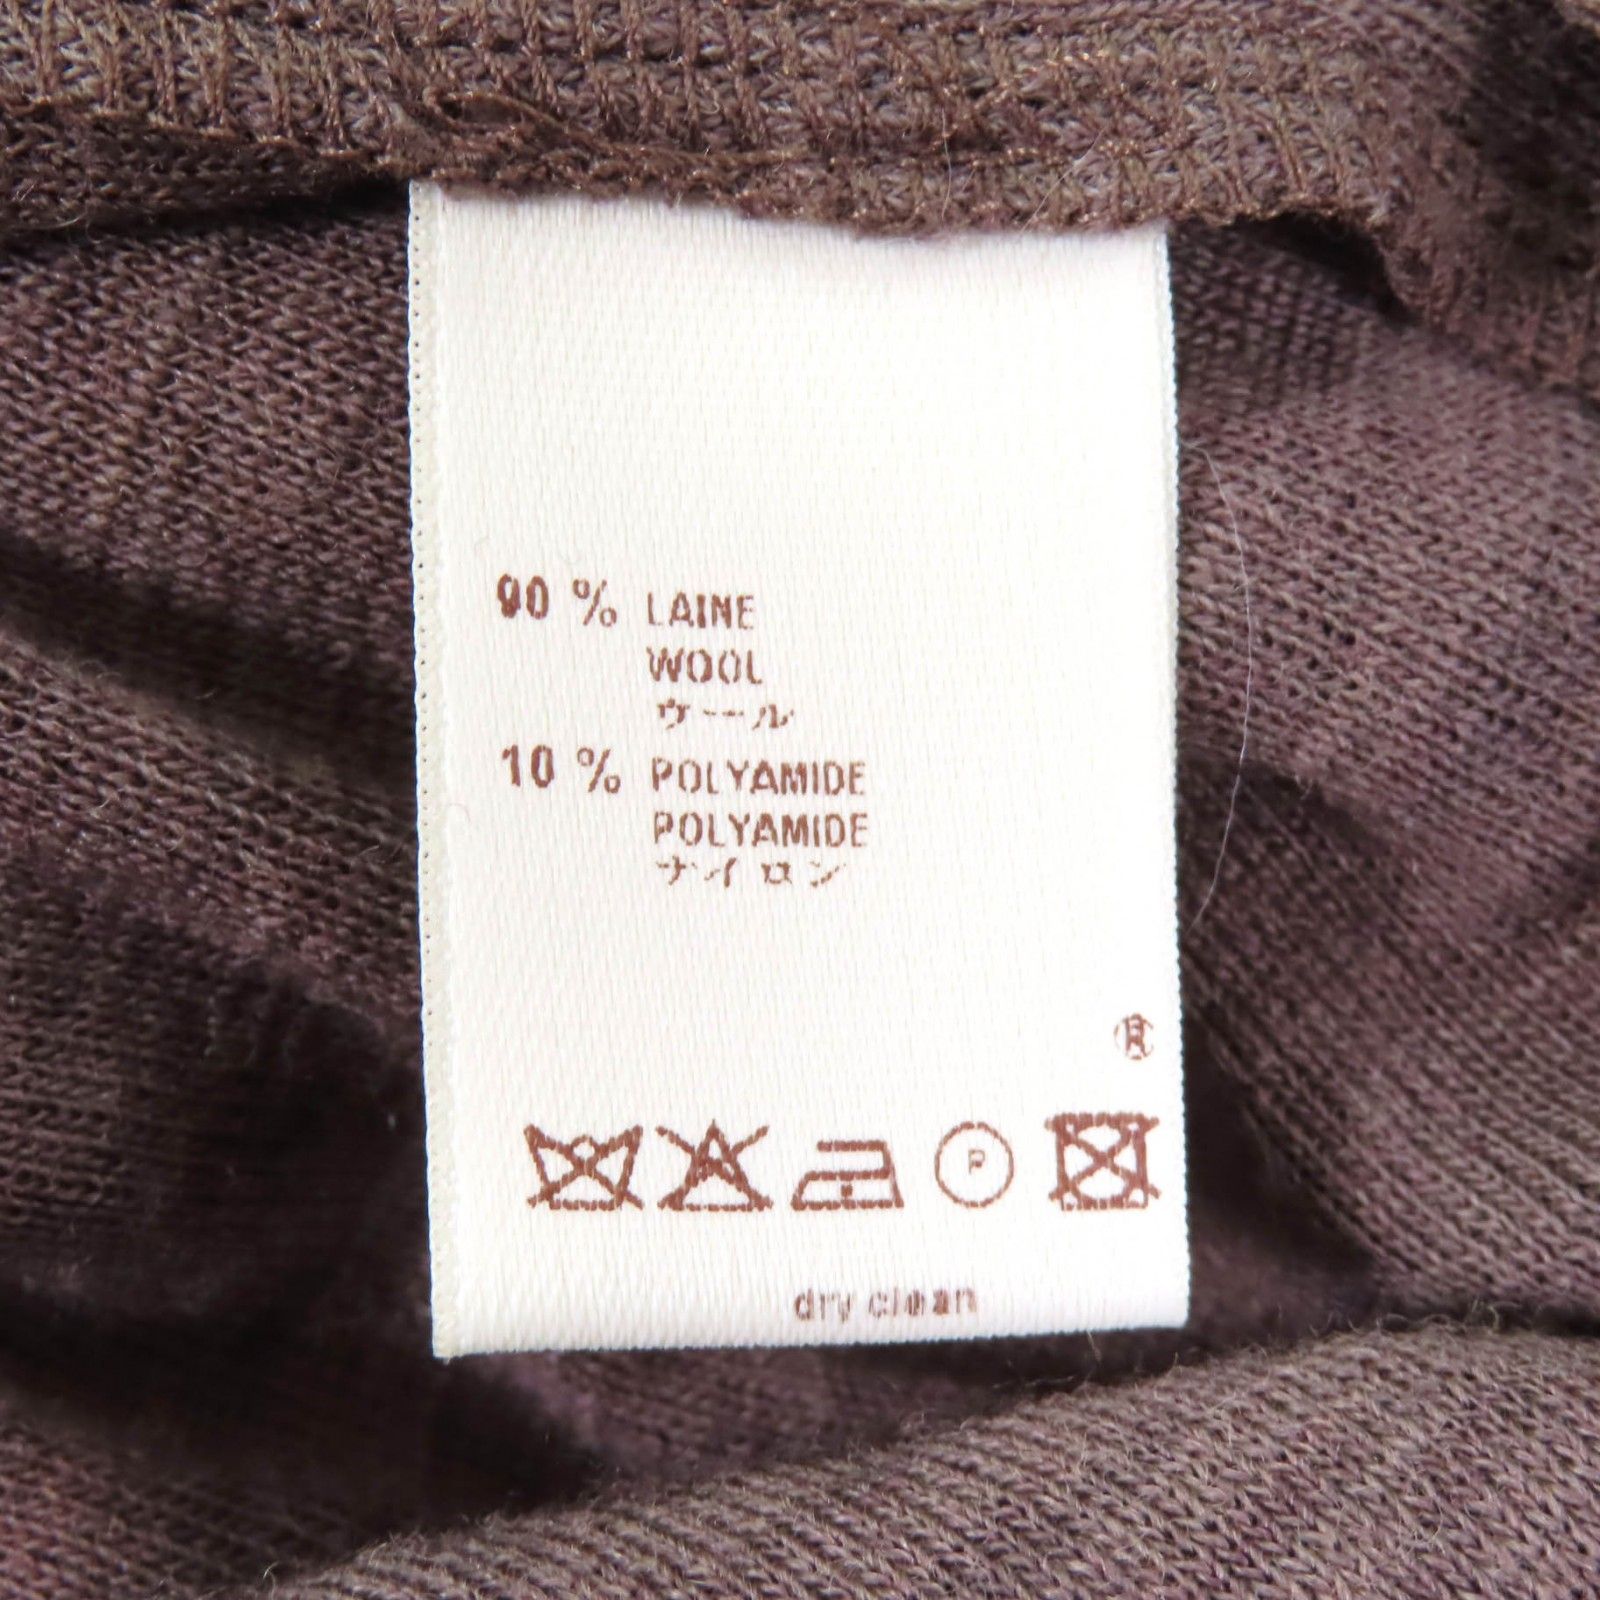 90 % LAINE
WOOL
ウール
10 % POLYAMIDE
POLYAMIDE
ナイロン
®
P
dry clean